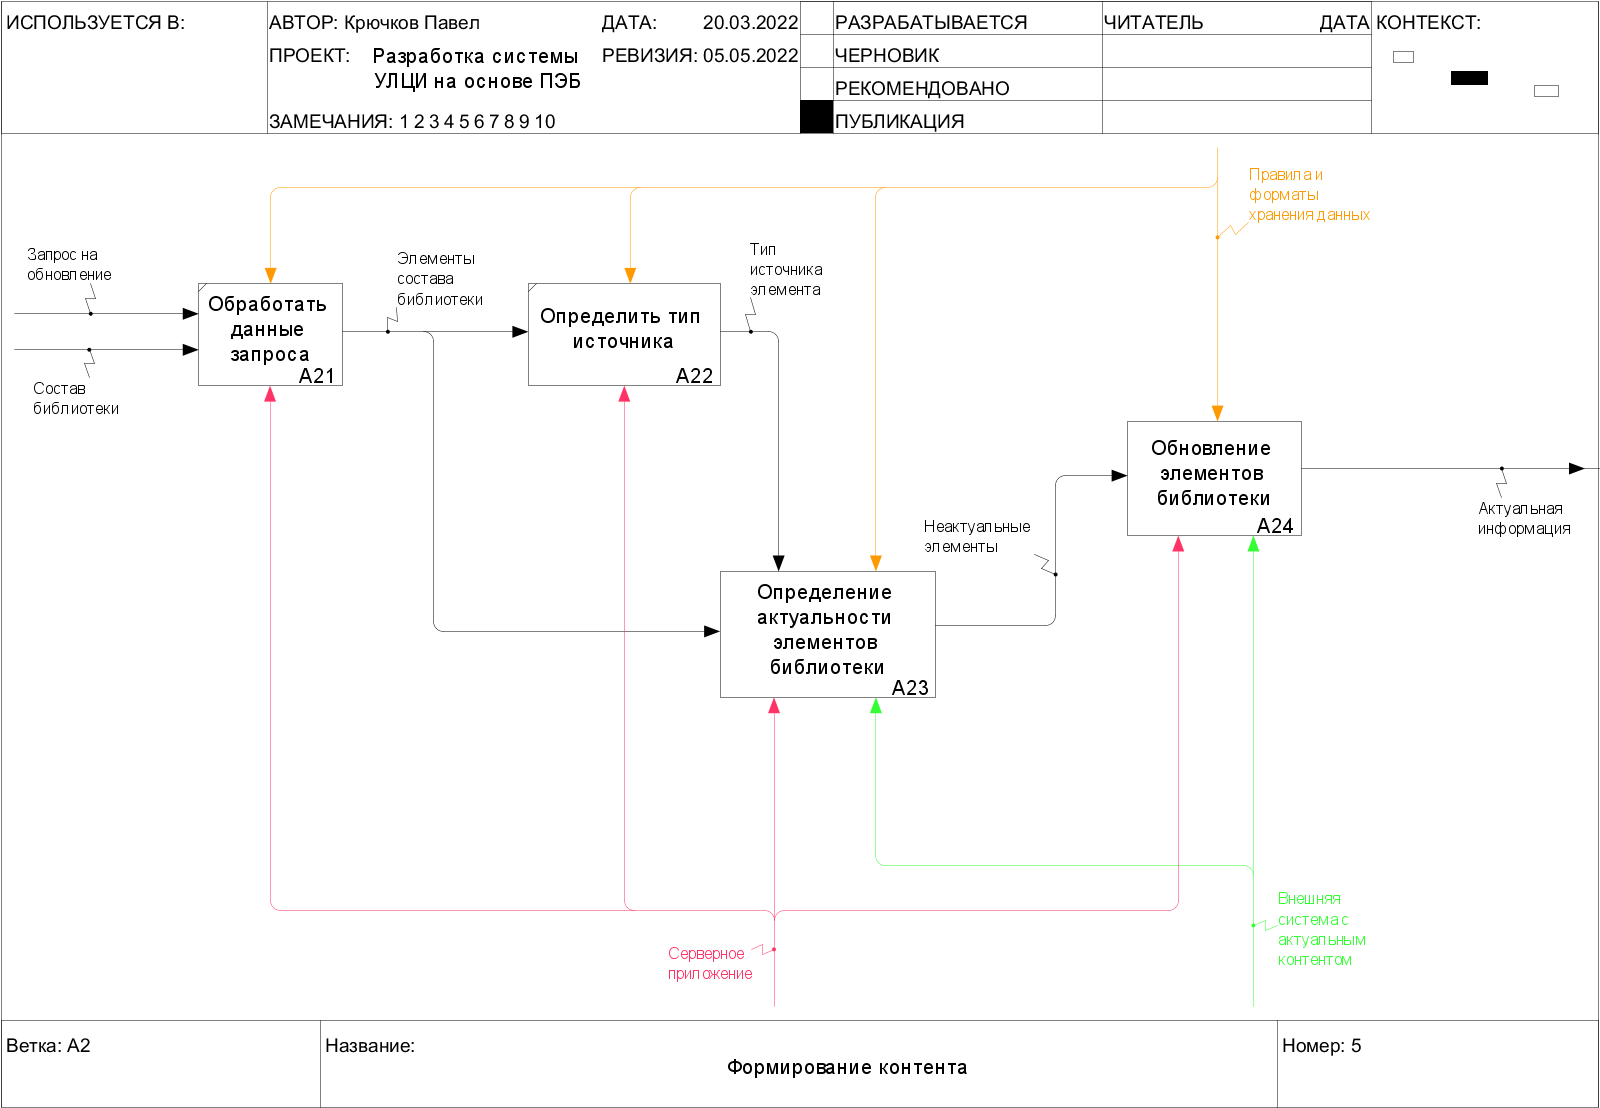 ИСПОЛЬЗУЕТСЯ В:
АВТОР: Крючков Павел
ДАТА: 20.03.2022
ПРОЕКТ: Разработка системы
УЛЦИ на основе ПЭБ
РЕВИЗИЯ: 05.05.2022
ЗАМЕЧАНИЯ: 1 2 3 4 5 6 7 8 9 10
РАЗРАБАТЫВАЕТСЯ
ЧЕРНОВИК
РЕКОМЕНДОВАНО
ПУБЛИКАЦИЯ
ЧИТАТЕЛЬ
ДАТА
КОНТЕКСТ:
Правила и
форматы
хранения данных
Запрос на
обновление
Состав
библиотеки
Обработать
данные
запроса
A21
Элементы
состава
библиотеки
Определить тип
источника
A22
Тип
источника
элемента
Обновление
элементов
библиотеки
A24
Актуальная
информация
Неактуальные
элементы
Определение
актуальности
элементов
библиотеки
A23
Серверное
приложение
Внешняя
система с
актуальным
контентом
Ветка: A2
Название:
Формирование контента
Номер: 5